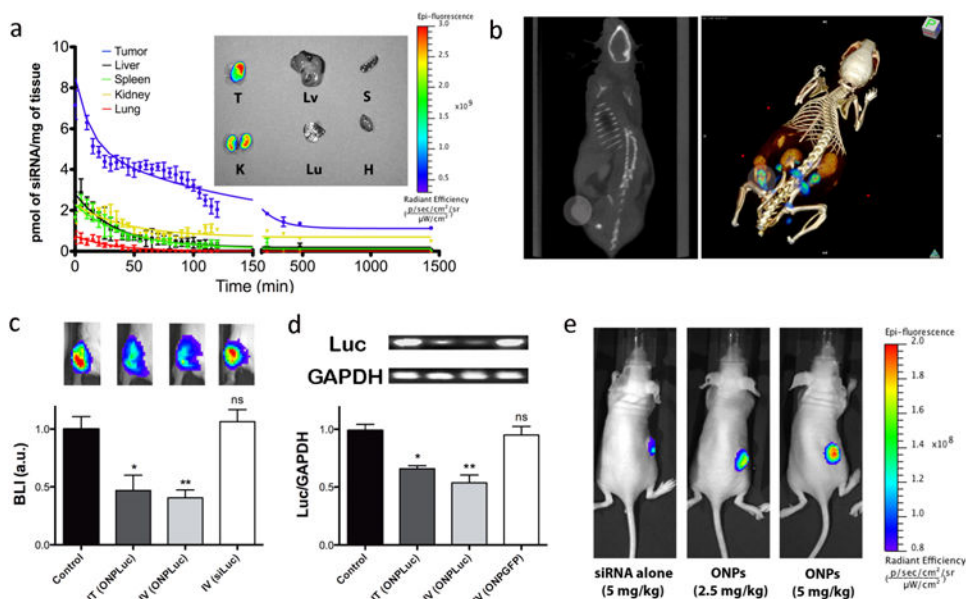 a
Tumor
Liver
Spleen
Kidney
Lung
pmol of siRNA/mg of tissue
10
8
6
4
2
0
0
50
100
150
500
1000
1500
Time (min)
T
Lv
S
K
Lu
H
Epi-fluorescence
3.0
2.5
2.0
x10⁹
1.5
1.0
0.5
Radiant Efficiency
(p/sec/cm²/sr
μW/cm²)
b
P
c
BLI (a.u.)
1.0
0.5
0.0
*
**
ns
Control
IT (ONPLuc)
IV (ONPLuc)
IV (siLuc)
d
Luc
GAPDH
Luc/GAPDH
1.0
0.5
0.0
*
**
ns
Control
IT (ONPLuc)
IV (ONPLuc)
IV (ONPGFP)
e
siRNA alone
(5 mg/kg)
ONPs
(2.5 mg/kg)
ONPs
(5 mg/kg)
Epi-fluorescence
2.0
1.8
1.6
1.4
x10⁸
1.2
1.0
0.8
Radiant Efficiency
(p/sec/cm²/sr
μW/cm²)